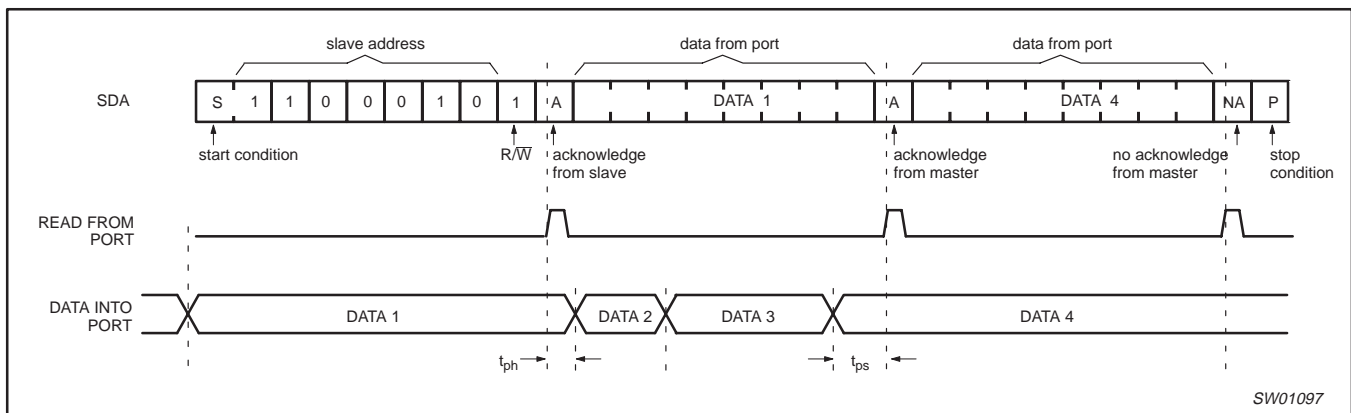 slave address
data from port
data from port
SDA
S 1 1 0 0 0 1 0 1 A DATA 1 A DATA 4 NA P
start condition
R/W̅
acknowledge
from slave
acknowledge
from master
no acknowledge
from master
stop
condition
READ FROM
PORT
DATA INTO
PORT
DATA 1 DATA 2 DATA 3 DATA 4
tph
tps
SW01097